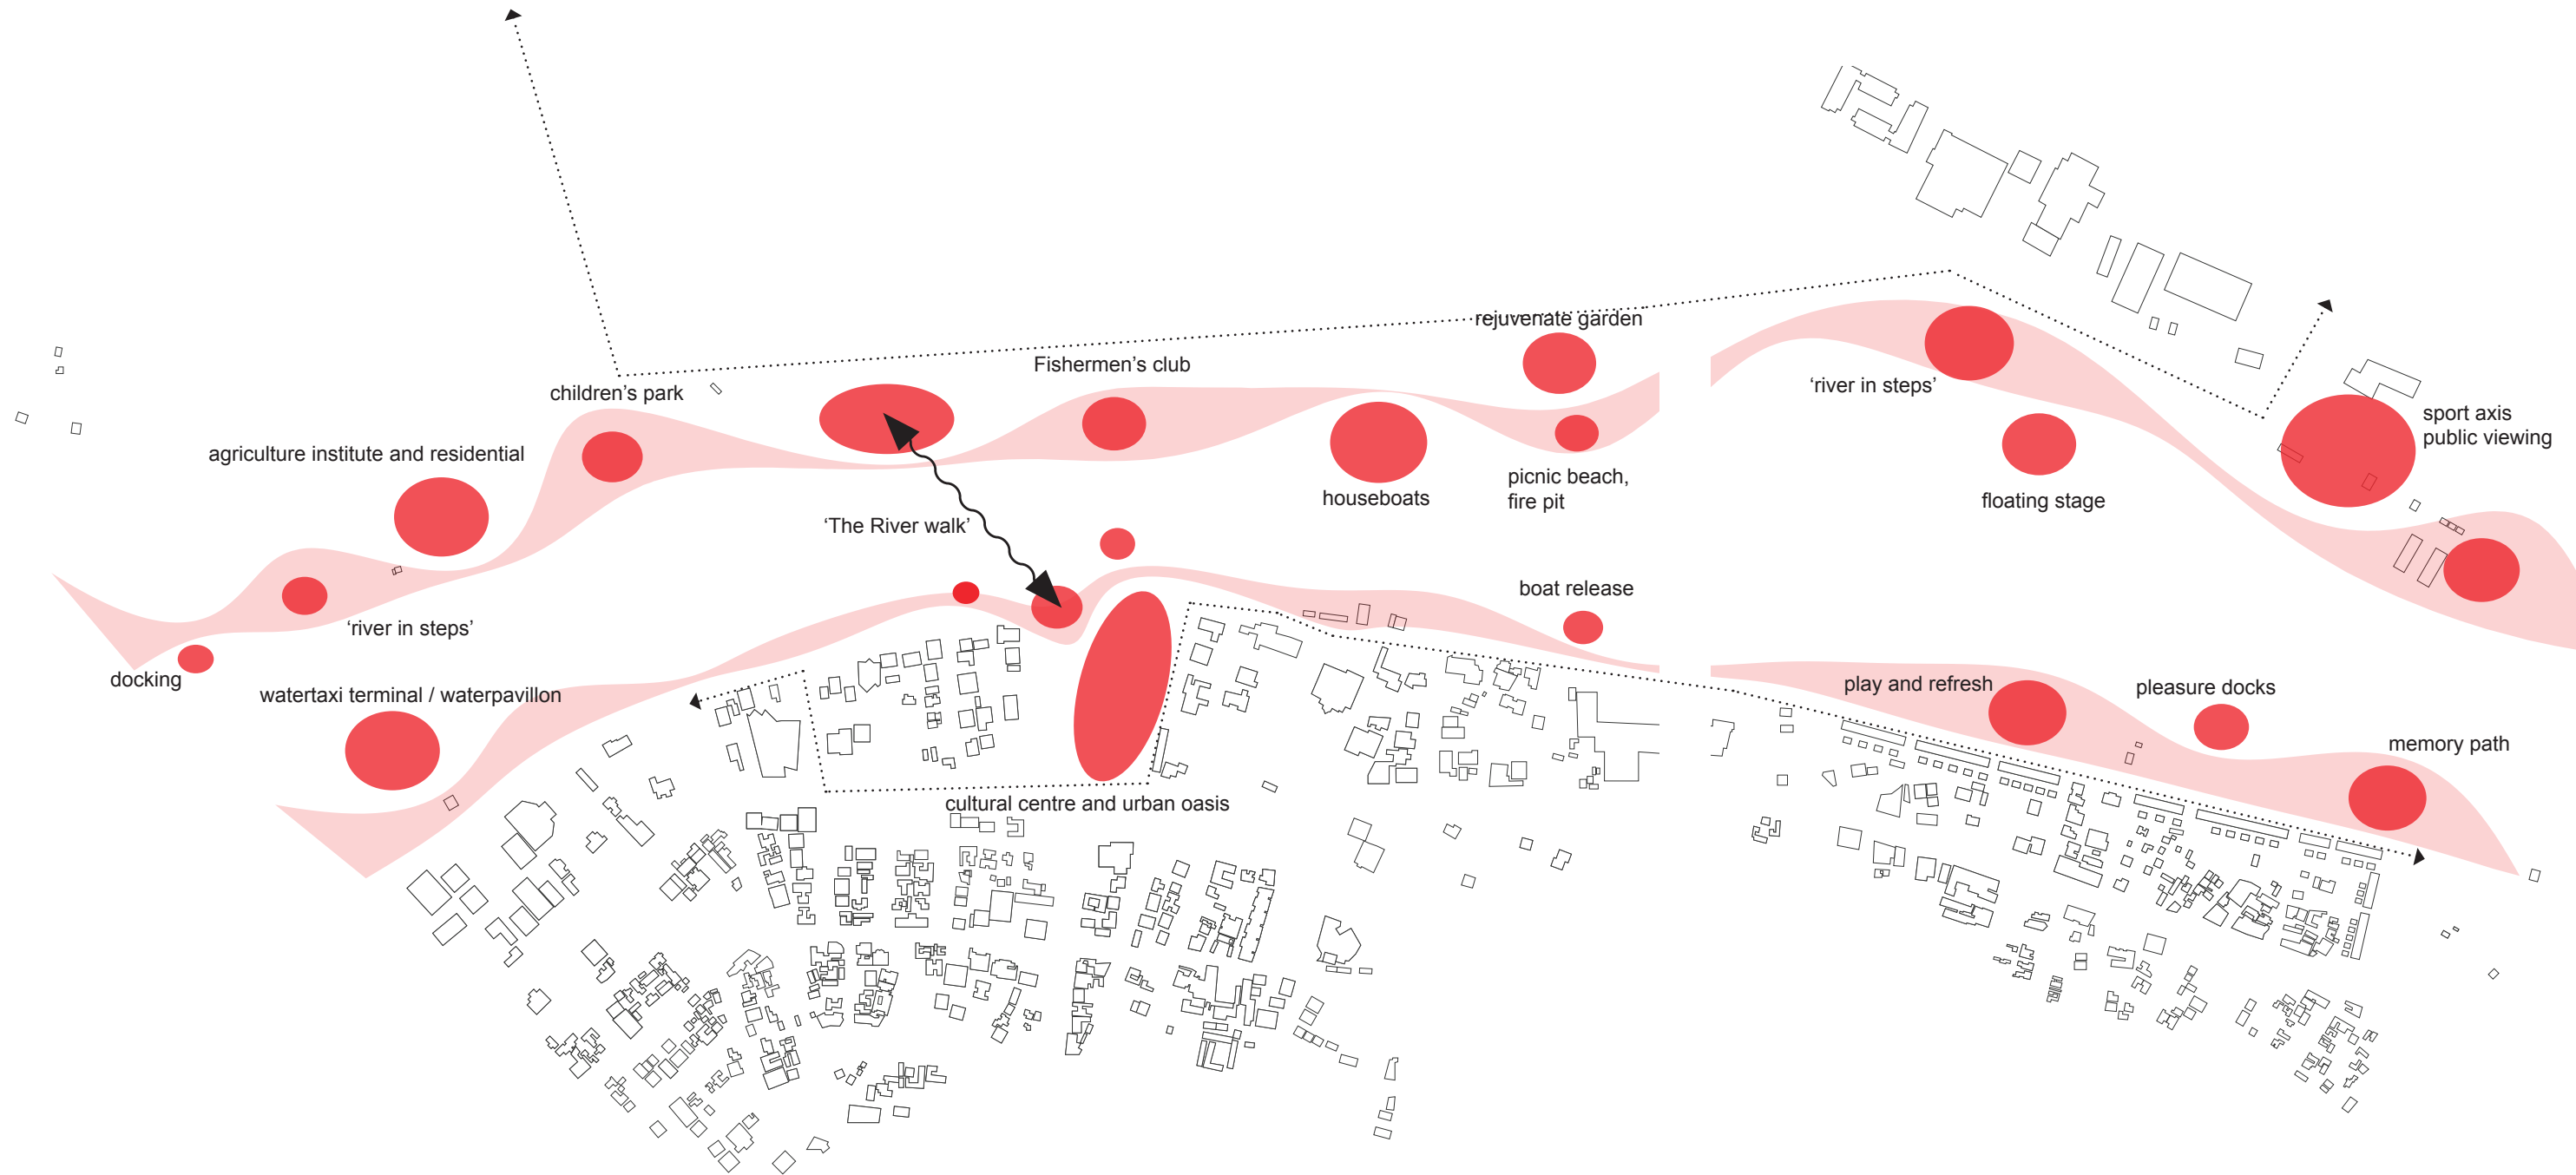 rejuvenate garden
Fishermen’s club
children’s park
‘river in steps’
sport axis
public viewing
agriculture institute and residential
picnic beach,
fire pit
houseboats
floating stage
‘The River walk’
boat release
‘river in steps’
docking
watertaxi terminal / waterpavillon
play and refresh
pleasure docks
memory path
cultural centre and urban oasis